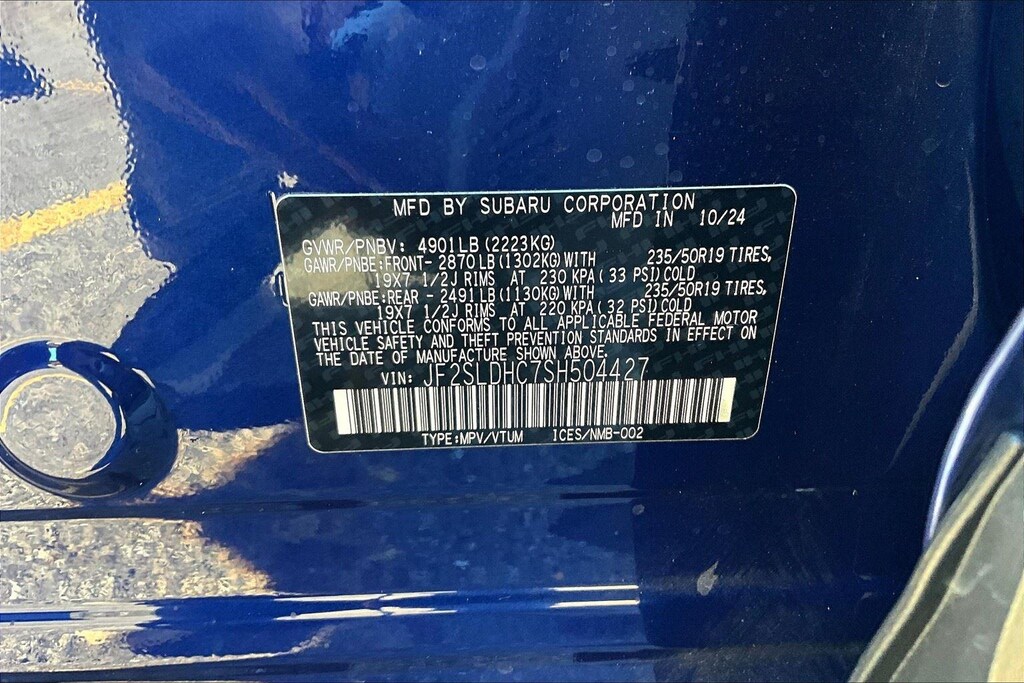 MFD BY SUBARU CORPORATION
MFD IN 10/24
GVWR/PNBV: 4901LB(2223KG)
GAWR/PNBE:FRONT- 2870LB(1302KG)WITH 235/50R19 TIRES,
19X7 1/2J RIMS AT 230 KPA(33 PSI)COLD
GAWR/PNBE:REAR - 2491LB(1130KG)WITH 235/50R19 TIRES,
19X7 1/2J RIMS AT 220 KPA(32 PSI)COLD
THIS VEHICLE CONFORMS TO ALL APPLICABLE FEDERAL MOTOR
VEHICLE SAFETY AND THEFT PREVENTION STANDARDS IN EFFECT ON
THE DATE OF MANUFACTURE SHOWN ABOVE.
VIN: JF2SLDHC7SH504427
TYPE:MPV/VTUM ICES/NMB-002